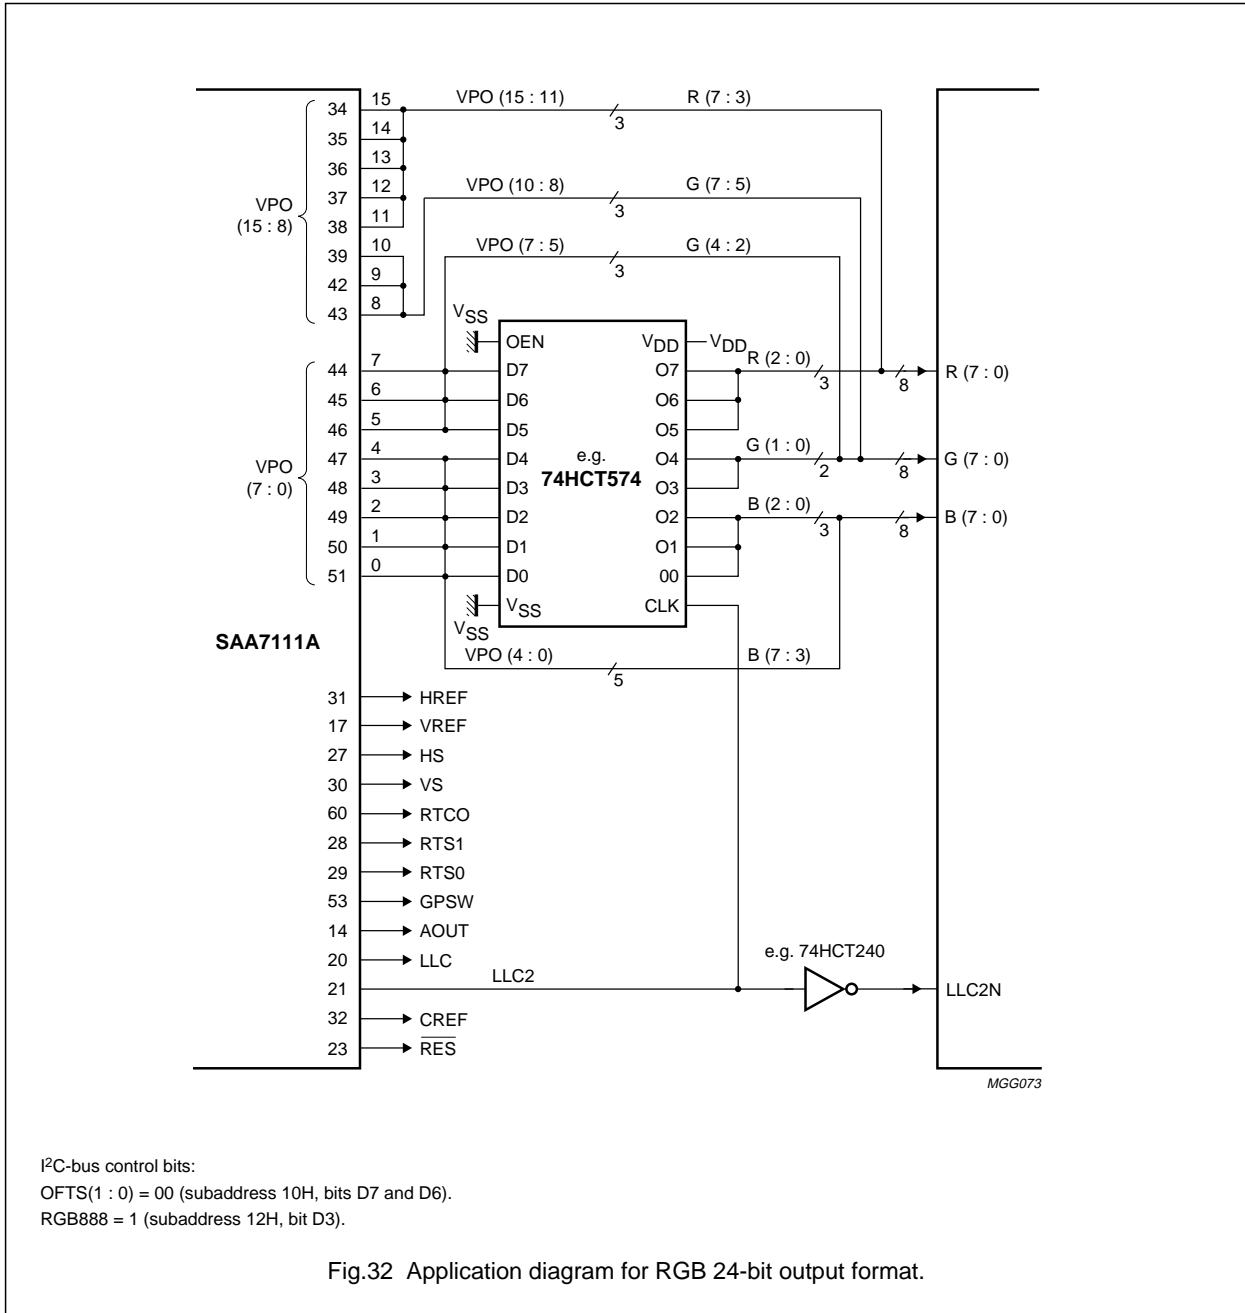 15 VPO (15 : 11) R (7 : 3)
34 3
14
35
13
36
12 VPO (10 : 8) G (7 : 5)
37 3
VPO
(15 : 8)
11
38
10 VPO (7 : 5) G (4 : 2)
39 3
9
42
8
43
VSS
OEN VDD VDD
7 R (2 : 0)
44 D7 O7 3 8 R (7 : 0)
6
45 D6 O6
5
46 D5 O5
4 G (1 : 0)
47 D4 e.g. O4 2 8 G (7 : 0)
VPO
(7 : 0)
3 74HCT574
48 D3 O3
2 B (2 : 0)
49 D2 O2 3 8 B (7 : 0)
1
50 D1 O1
0
51 D0 00
VSS CLK
VSS
SAA7111A
VPO (4 : 0) B (7 : 3)
5
31 HREF
17 VREF
27 HS
30 VS
60 RTCO
28 RTS1
29 RTS0
53 GPSW
14 AOUT
e.g. 74HCT240
20 LLC
LLC2
21 LLC2N
32 CREF
23 RES
MGG073
I2C-bus control bits:
OFTS(1 : 0) = 00 (subaddress 10H, bits D7 and D6).
RGB888 = 1 (subaddress 12H, bit D3).
Fig.32 Application diagram for RGB 24-bit output format.